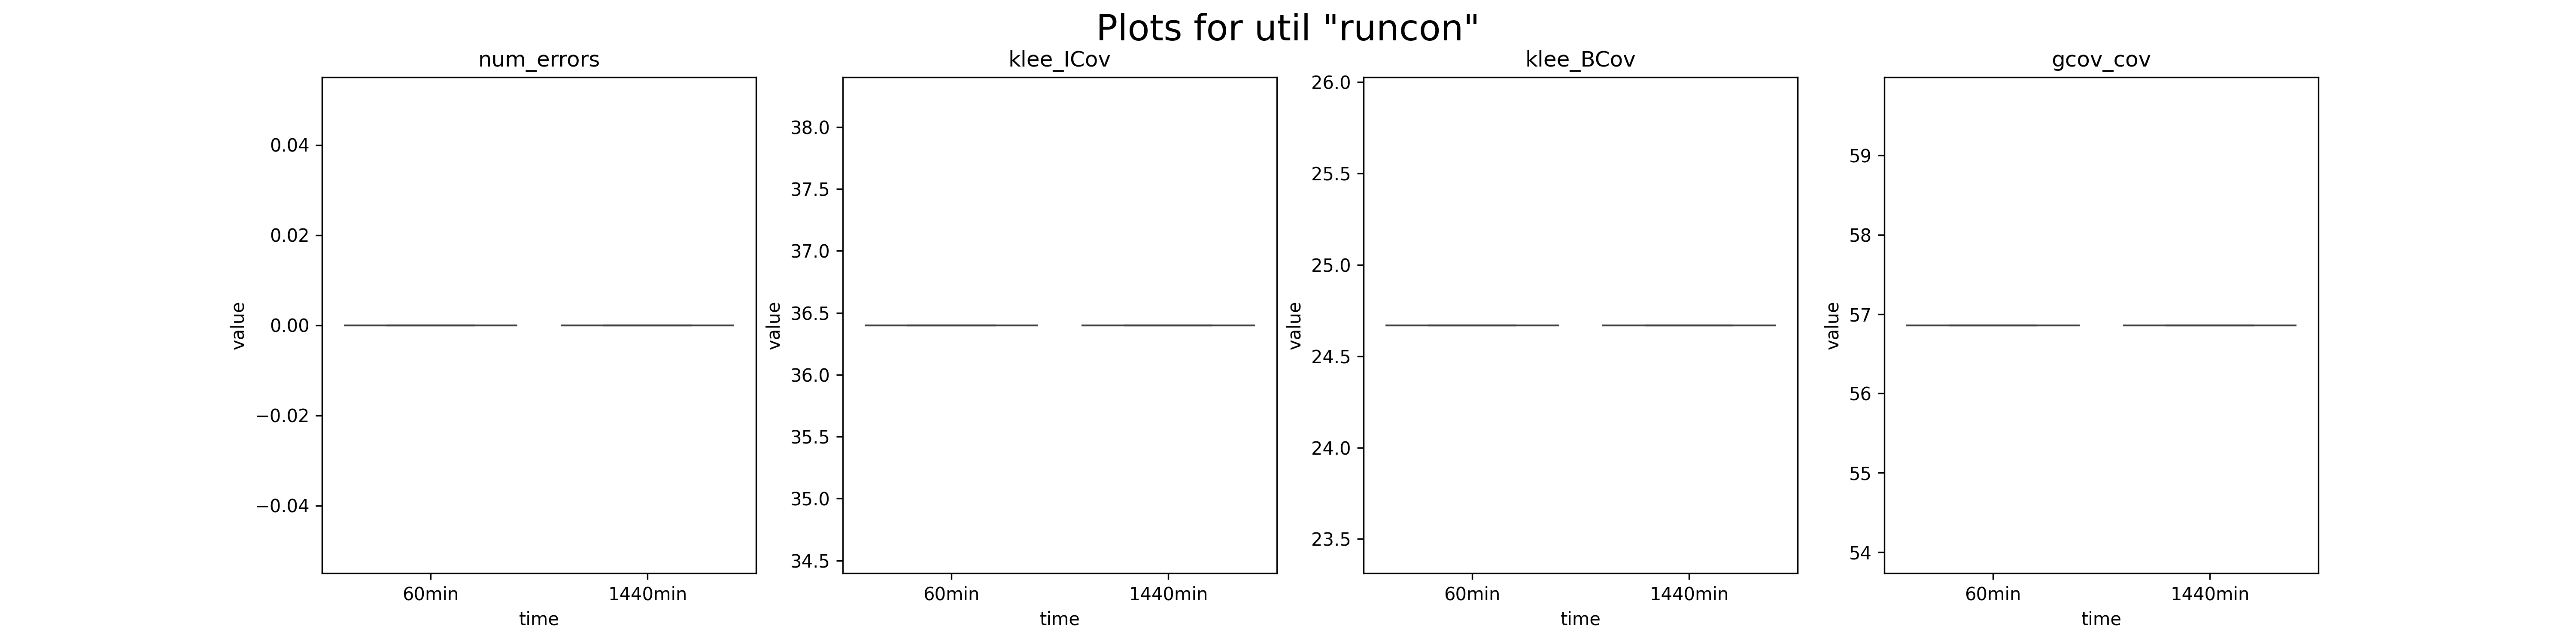 Plots for util "runcon"
num_errors
0.04
0.02
0.00
−0.02
−0.04
value
60min
1440min
time
klee_ICov
38.0
37.5
37.0
36.5
36.0
35.5
35.0
34.5
value
60min
1440min
time
klee_BCov
26.0
25.5
25.0
24.5
24.0
23.5
value
60min
1440min
time
gcov_cov
59
58
57
56
55
54
value
60min
1440min
time